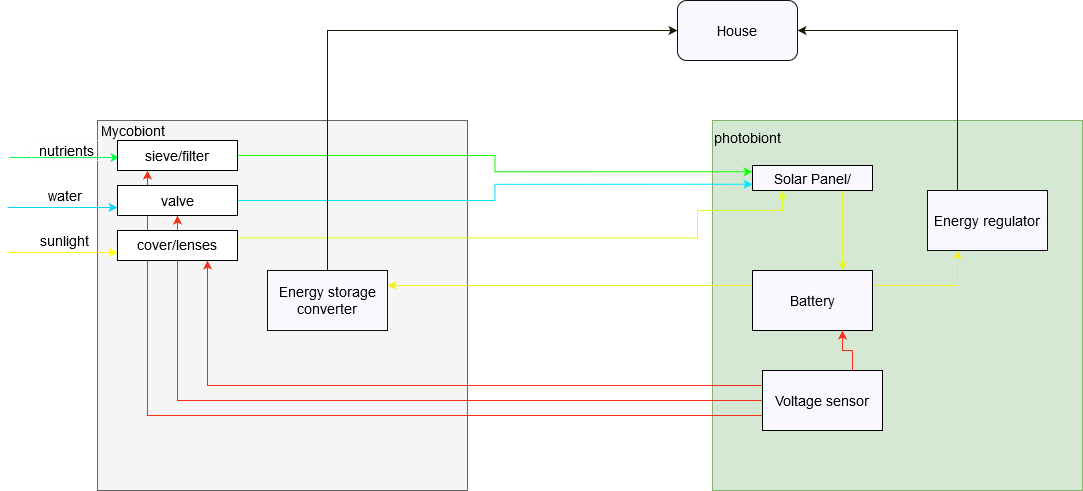 House
Mycobiont
nutrients
sieve/filter
water
valve
sunlight
cover/lenses
Energy storage
converter
photobiont
Solar Panel/
Energy regulator
Battery
Voltage sensor